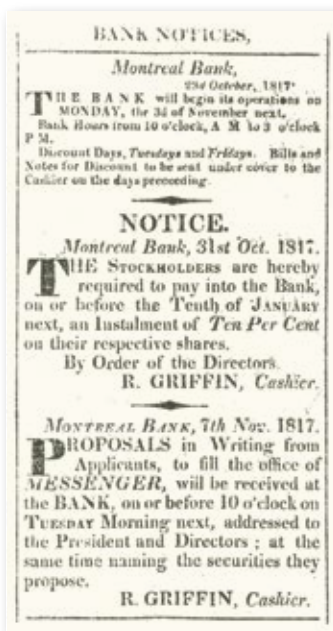 BANK NOTICES,
Montreal Bank,
23d October, 1817
THE BANK will begin its operations on
MONDAY, the 3d of November next.
Bank Hours from 10 o'clock, A M to 3 o'clock
P M.
Discount Days, Tuesdays and Fridays. Bills and
Notes for Discount to be sent under cover to the
Cashier on the days preceeding.
NOTICE.
Montreal Bank, 31st Oct. 1817.
THE STOCKHOLDERS are hereby
required to pay into the Bank,
on or before the Tenth of JANUARY
next, an Instalment of Ten Per Cent
on their respective shares.
By Order of the Directors.
R. GRIFFIN, Cashier.
MONTREAL BANK, 7th Nov. 1817.
PROPOSALS in Writing from
Applicants, to fill the office of
MESSENGER, will be received at
the BANK, on or before 10 o'clock on
TUESDAY Morning next, addressed to
the President and Directors ; at the
same time naming the securities they
propose.
R. GRIFFIN, Cashier.